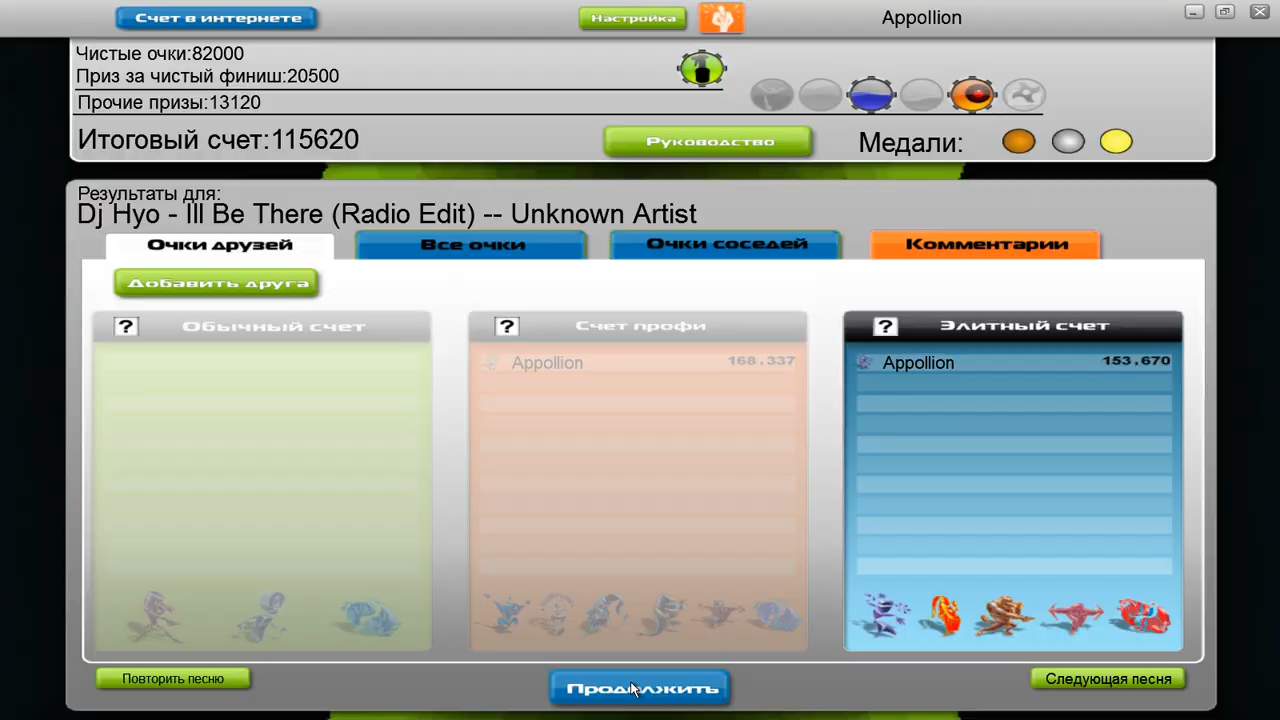 Счет в интернете
Настройка
Appollion
Чистые очки:82000
Приз за чистый финиш:20500
Прочие призы:13120
Итоговый счет:115620
Руководство
Медали:
Результаты для:
Dj Hyo - Ill Be There (Radio Edit) -- Unknown Artist
Очки друзей
Все очки
Очки соседей
Комментарии
Добавить друга
? Обычный счет
? Счет профи
Appollion 168.337
? Элитный счет
Appollion 153,670
Повторить песню
Продолжить
Следующая песня